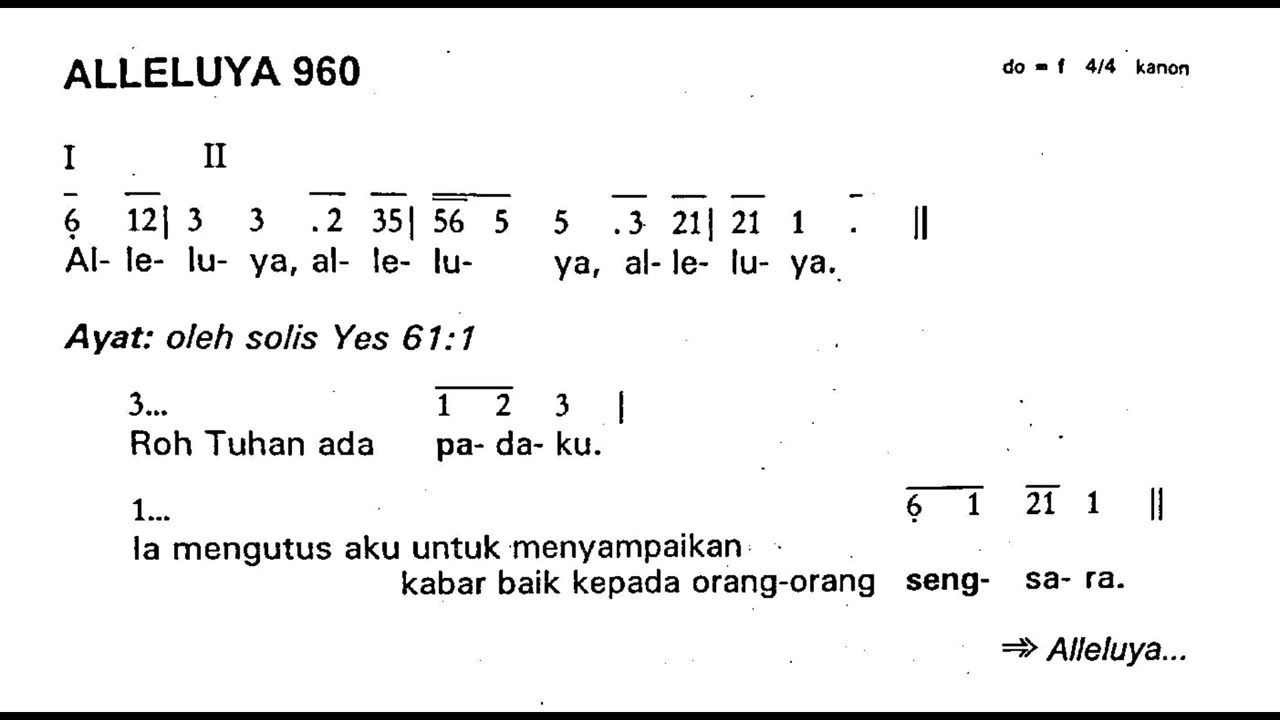 ALLELUYA 960
do = f 4/4 kanon
I II
6̣ 12| 3 3 .2 35| 56 5 5 .3 21| 21 1 . ||
Al- le- lu- ya, al- le- lu- ya, al- le- lu- ya.
Ayat: oleh solis Yes 61:1
3... 1 2 3 |
Roh Tuhan ada pa- da- ku.
1... 6̣ 1 21 1 ||
Ia mengutus aku untuk menyampaikan
kabar baik kepada orang-orang seng- sa- ra.
⇒ Alleluya...